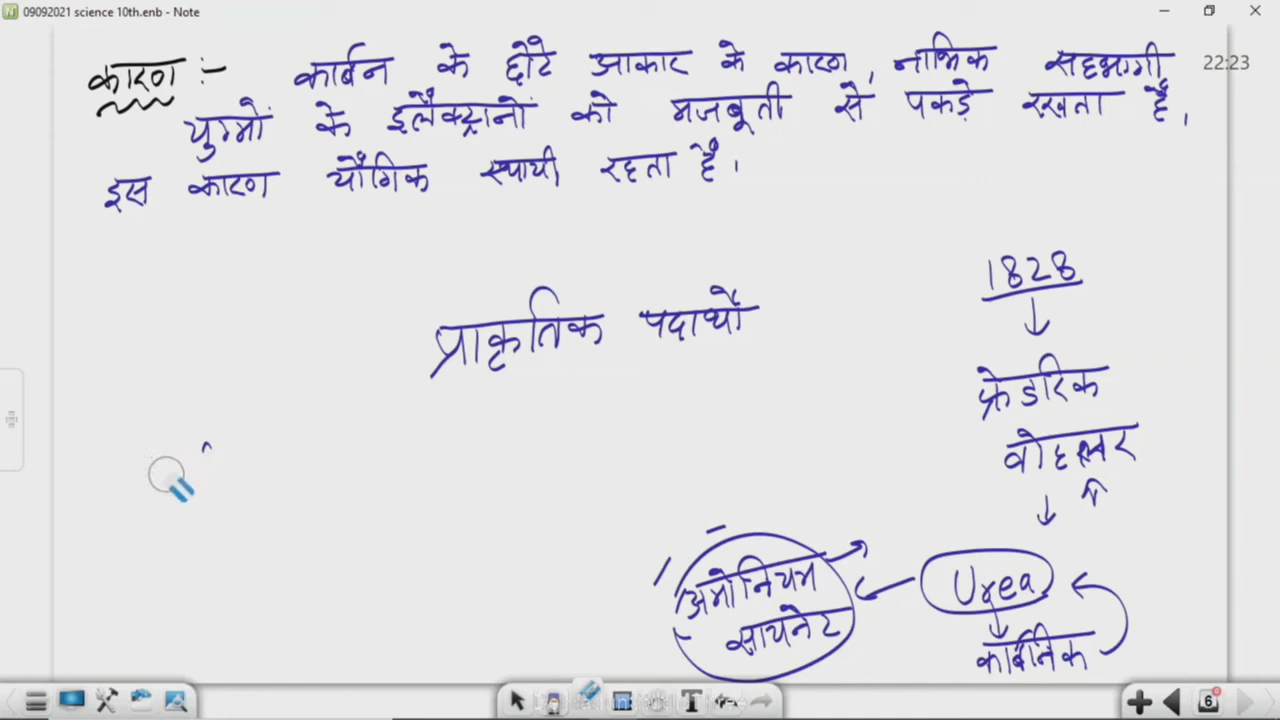 09092021 science 10th.enb - Note
22:23
कारण :- कार्बन के छोटे आकार के कारण, नाभिक सहभागी
युग्मों के इलैक्ट्रानों को मजबूती से पकड़े रखता है,
इस कारण यौगिक स्थायी रहता है.
1828
प्राकृतिक पदार्थो
फ्रेडरिक
वोहलर
Urea
अमोनियम
सायनेट
कार्बनिक
6